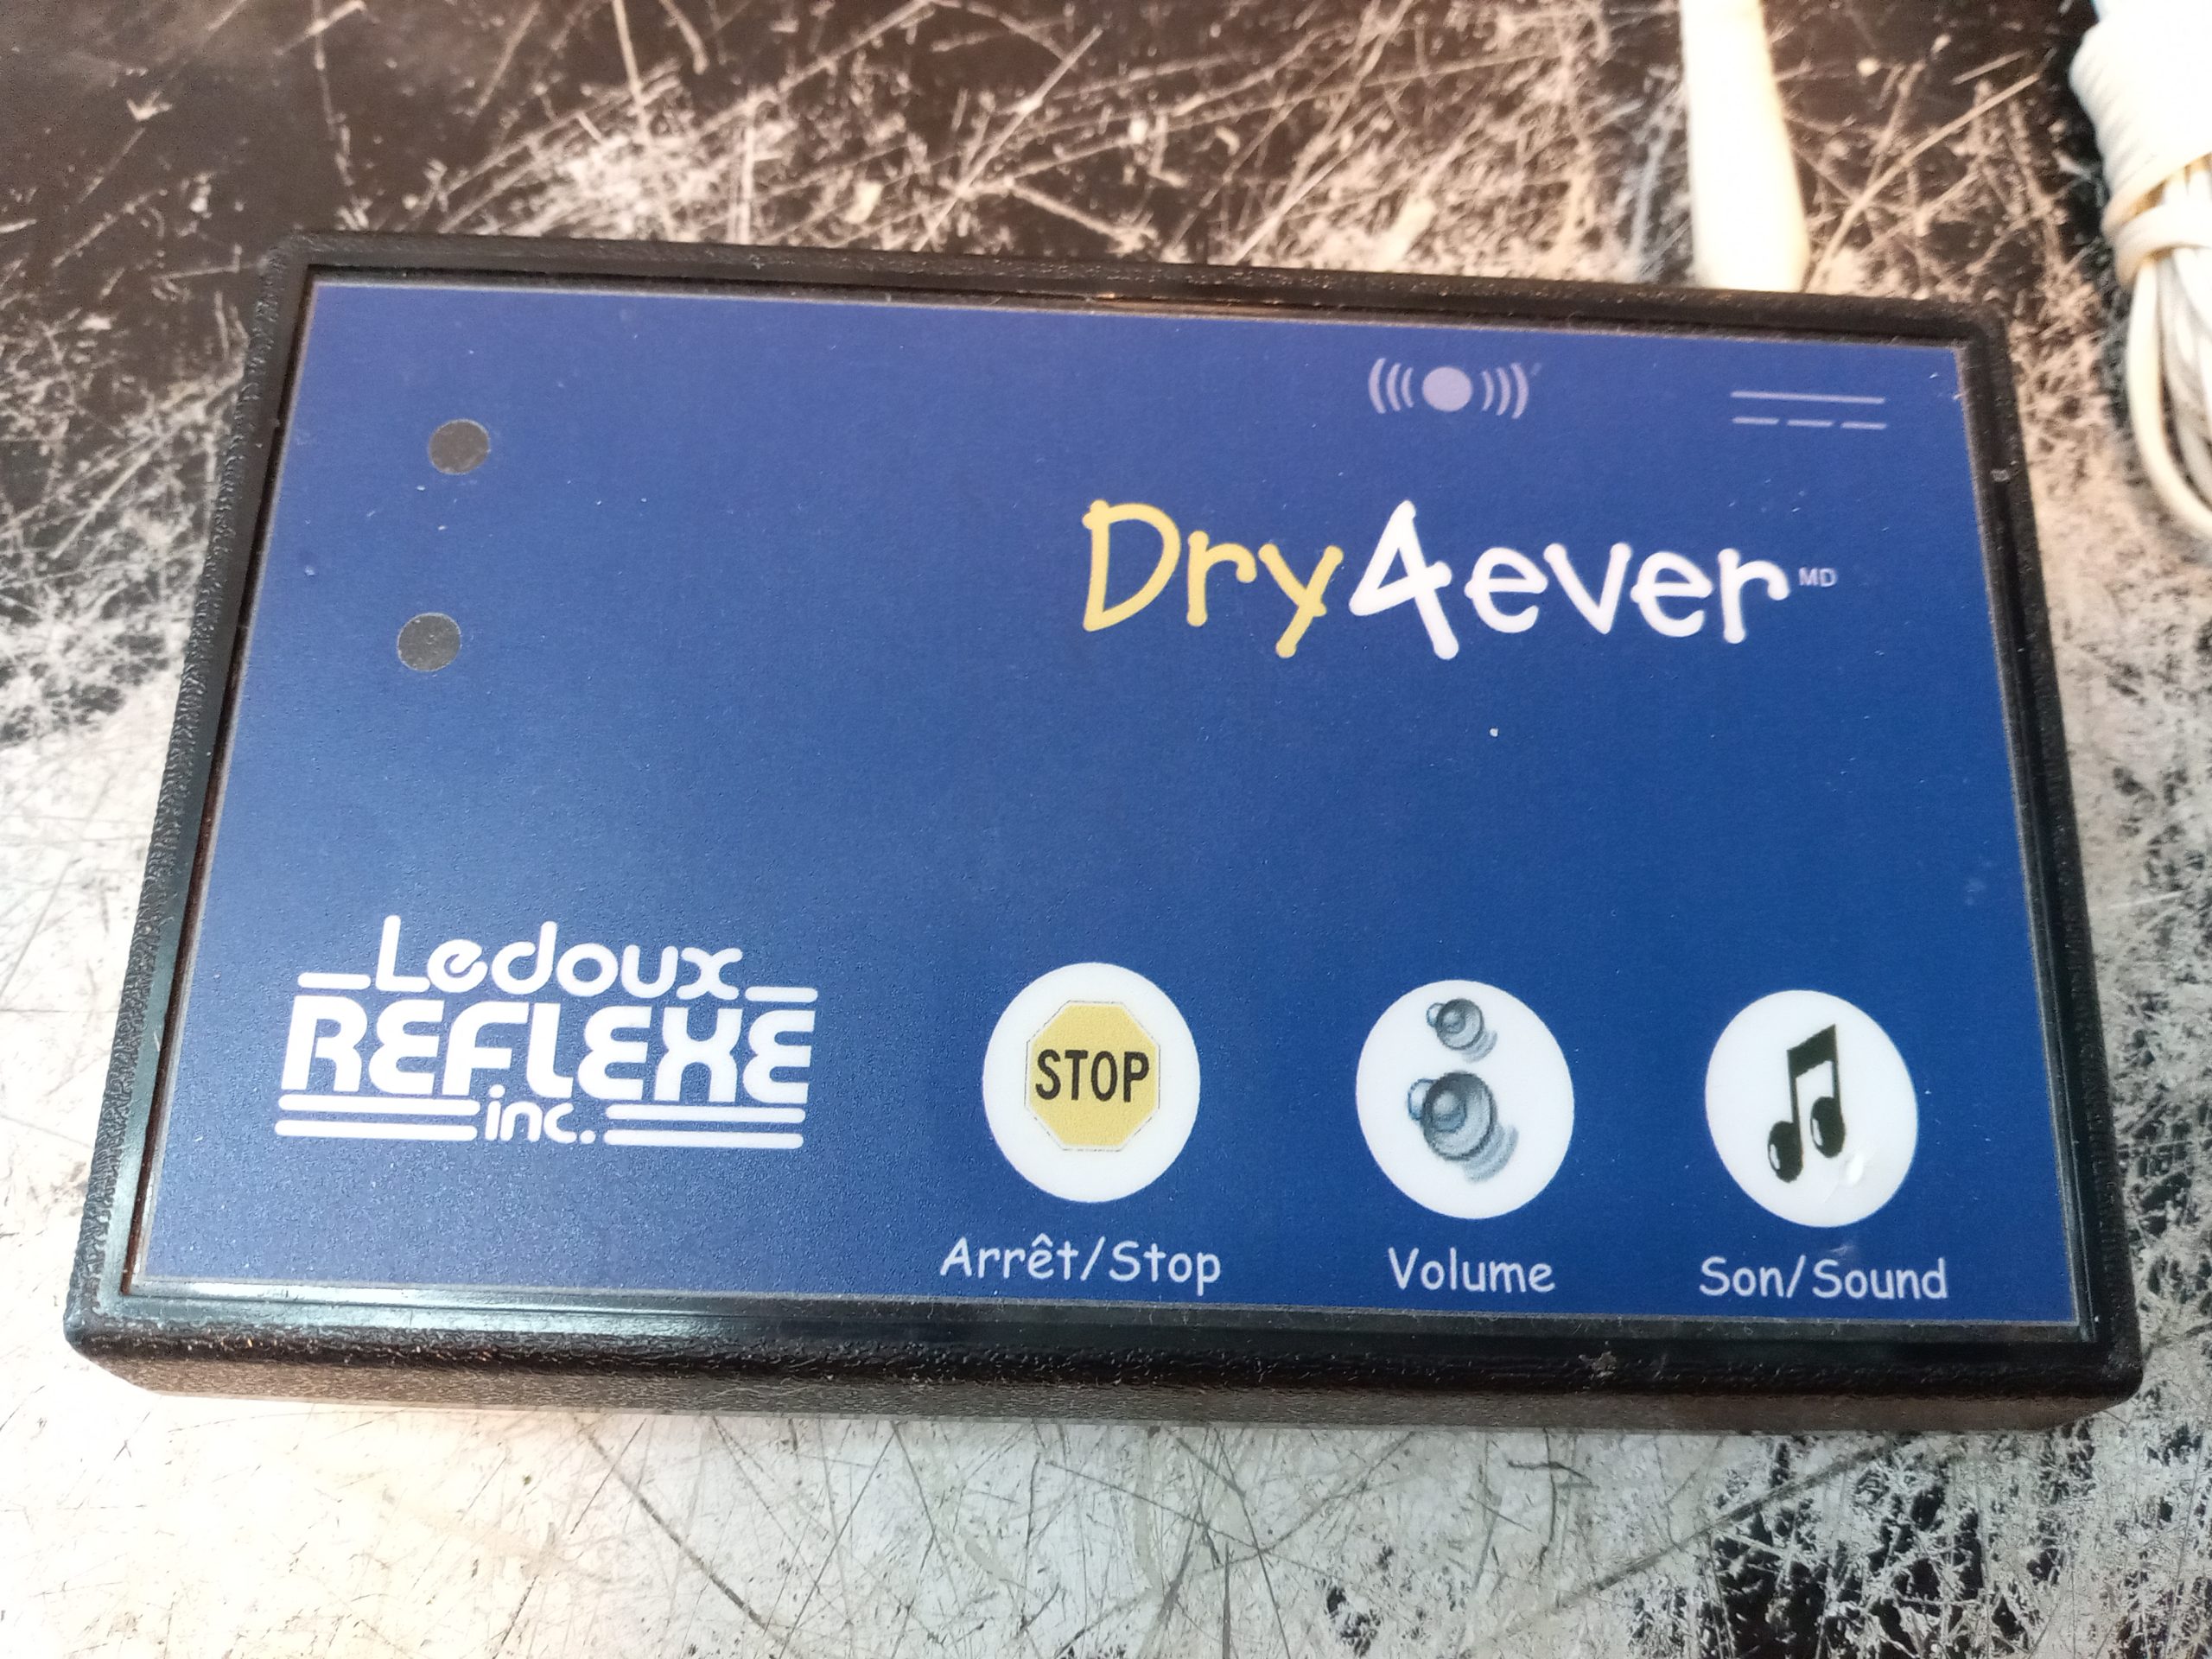 Dry4ever MD
Ledoux
REFLEXE
inc.
STOP
Arrêt/Stop
Volume
Son/Sound